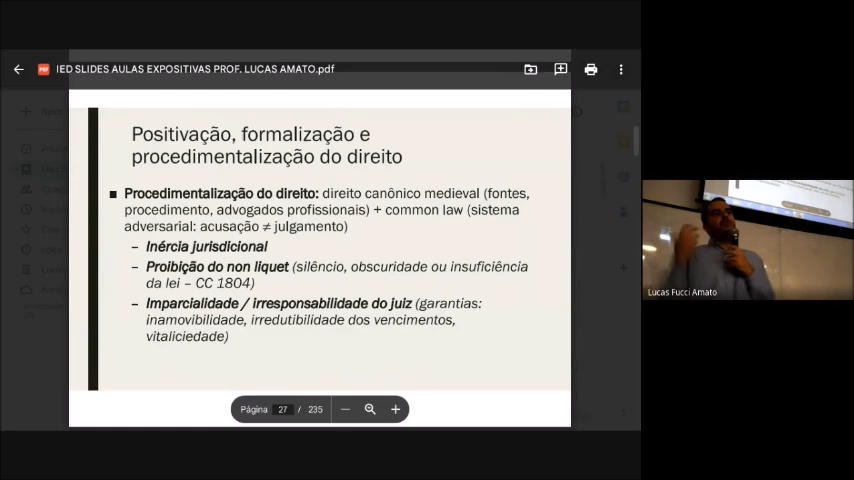 IED SLIDES AULAS EXPOSITIVAS PROF. LUCAS AMATO.pdf
Positivação, formalização e
procedimentalização do direito
■ Procedimentalização do direito: direito canônico medieval (fontes,
procedimento, advogados profissionais) + common law (sistema
adversarial: acusação ≠ julgamento)
– Inércia jurisdicional
– Proibição do non liquet (silêncio, obscuridade ou insuficiência
da lei – CC 1804)
– Imparcialidade / irresponsabilidade do juiz (garantias:
inamovibilidade, irredutibilidade dos vencimentos,
vitaliciedade)
Página 27 / 235
Lucas Fucci Amato